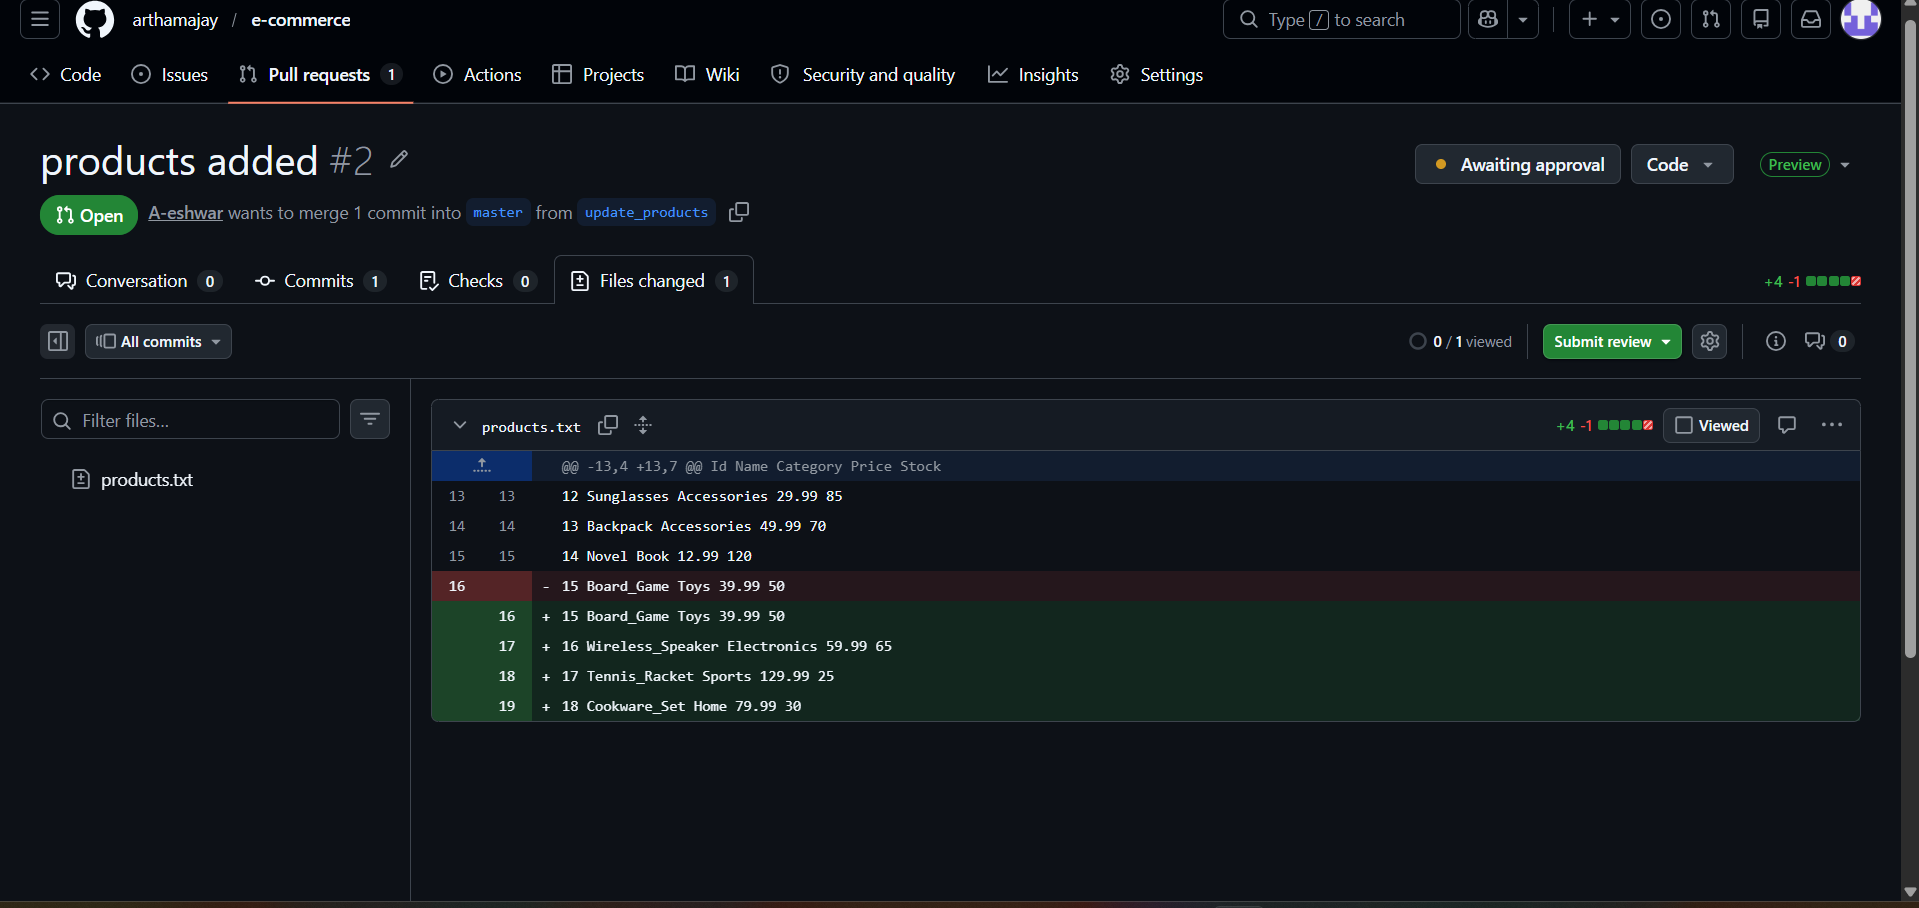 arthamajay / e-commerce
Type / to search
Code
Issues
Pull requests 1
Actions
Projects
Wiki
Security and quality
Insights
Settings
products added #2
Awaiting approval
Code
Preview
Open
A-eshwar wants to merge 1 commit into master from update_products
Conversation 0
Commits 1
Checks 0
Files changed 1
+4 -1
All commits
0 / 1 viewed
Submit review
0
Filter files...
products.txt
products.txt
+4 -1
Viewed
@@ -13,4 +13,7 @@ Id Name Category Price Stock
13 13 12 Sunglasses Accessories 29.99 85
14 14 13 Backpack Accessories 49.99 70
15 15 14 Novel Book 12.99 120
16 - 15 Board_Game Toys 39.99 50
16 + 15 Board_Game Toys 39.99 50
17 + 16 Wireless_Speaker Electronics 59.99 65
18 + 17 Tennis_Racket Sports 129.99 25
19 + 18 Cookware_Set Home 79.99 30